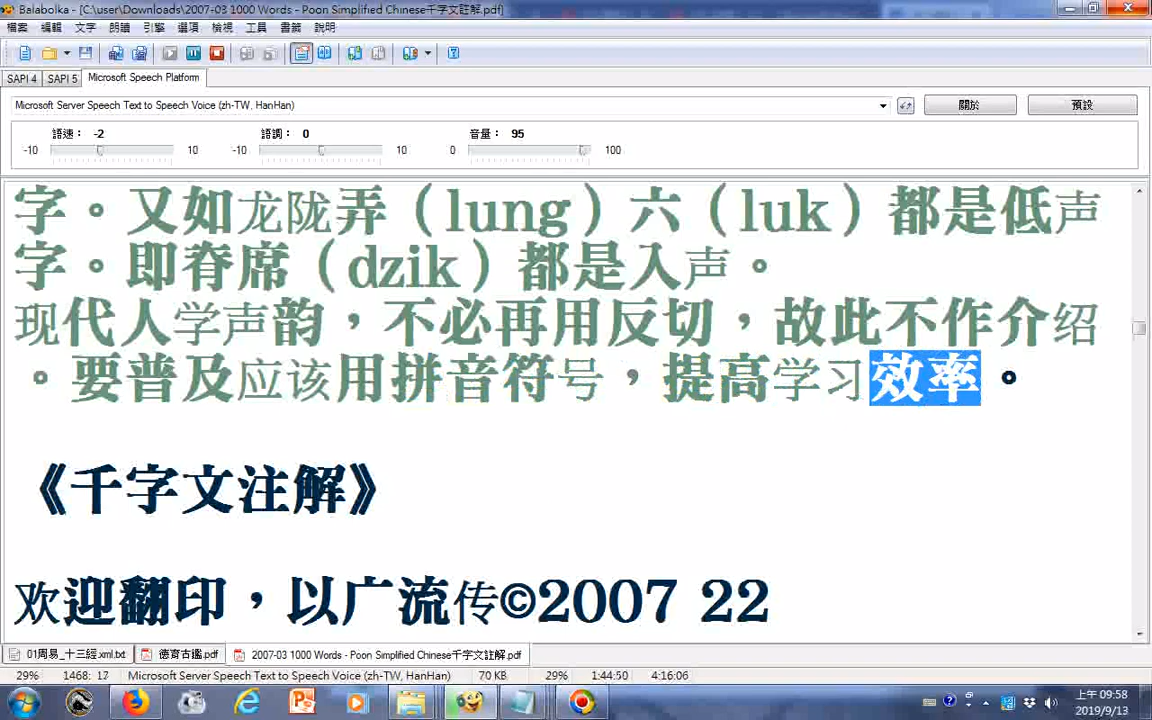 Balabolka - [C:\user\Downloads\2007-03 1000 Words - Poon Simplified Chinese千字文註解.pdf]
檔案 編輯 文字 朗讀 引擎 選項 檢視 工具 書籤 說明
SAPI 4 SAPI 5 Microsoft Speech Platform
Microsoft Server Speech Text to Speech Voice (zh-TW, HanHan) 關於 預設
語速： -2 語調： 0 音量： 95
-10 10 -10 10 0 100
字。又如龙陇弄（lung）六（luk）都是低声
字。即脊席（dzik）都是入声。
现代人学声韵，不必再用反切，故此不作介绍
。要普及应该用拼音符号，提高学习效率。
《千字文注解》
欢迎翻印，以广流传©2007 22
01周易_十三經.xml.txt 德育古鑑.pdf 2007-03 1000 Words - Poon Simplified Chinese千字文註解.pdf
29% 1468: 17 Microsoft Server Speech Text to Speech Voice (zh-TW, HanHan) 70 KB 29% 1:44:50 4:16:06
上午 09:58
2019/9/13